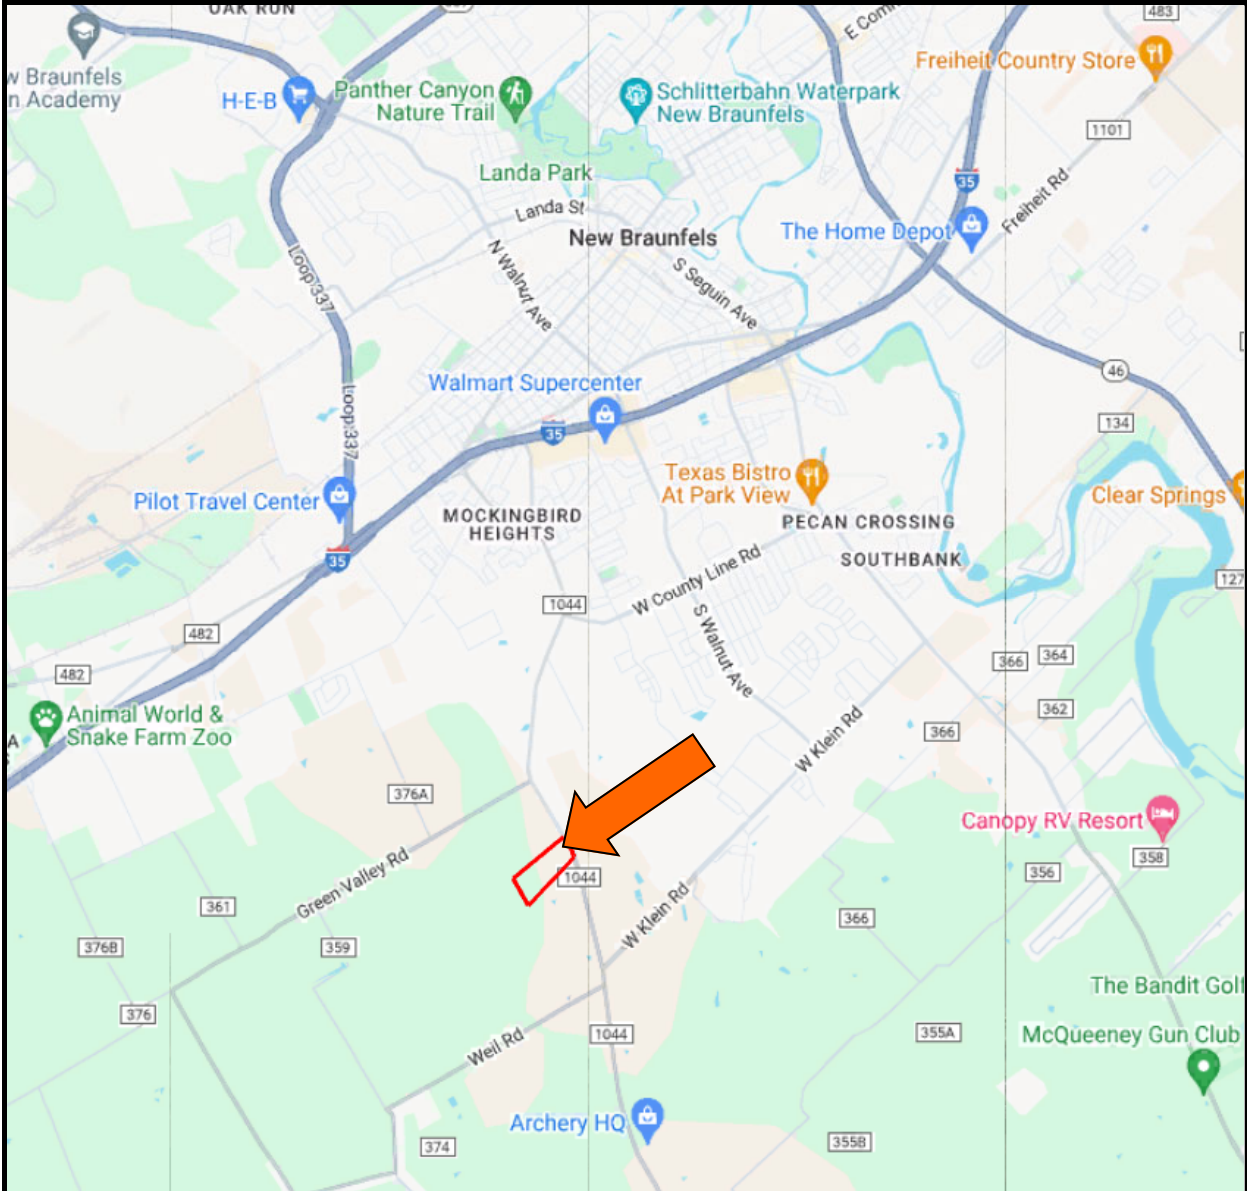 OAK RUN
483
E Com
Freiheit Country Store
w Braunfels
n Academy
H-E-B
Panther Canyon
Nature Trail
Schlitterbahn Waterpark
New Braunfels
1101
Landa Park
35
Freiheit Rd
Landa St
The Home Depot
New Braunfels
N Walnut Ave
S Seguin Ave
Loop 337
46
Walmart Supercenter
Loop 337
134
35
Texas Bistro
At Park View
Clear Springs
Pilot Travel Center
MOCKINGBIRD
HEIGHTS
PECAN CROSSING
35
SOUTHBANK
127
W County Line Rd
1044
482
S Walnut Ave
366
364
482
362
Animal World &
Snake Farm Zoo
A
W Klein Rd
366
376A
Canopy RV Resort
358
Green Valley Rd
1044
356
361
W Klein Rd
366
376B
359
The Bandit Golf
376
Weil Rd
1044
355A
McQueeney Gun Club
Archery HQ
374
355B